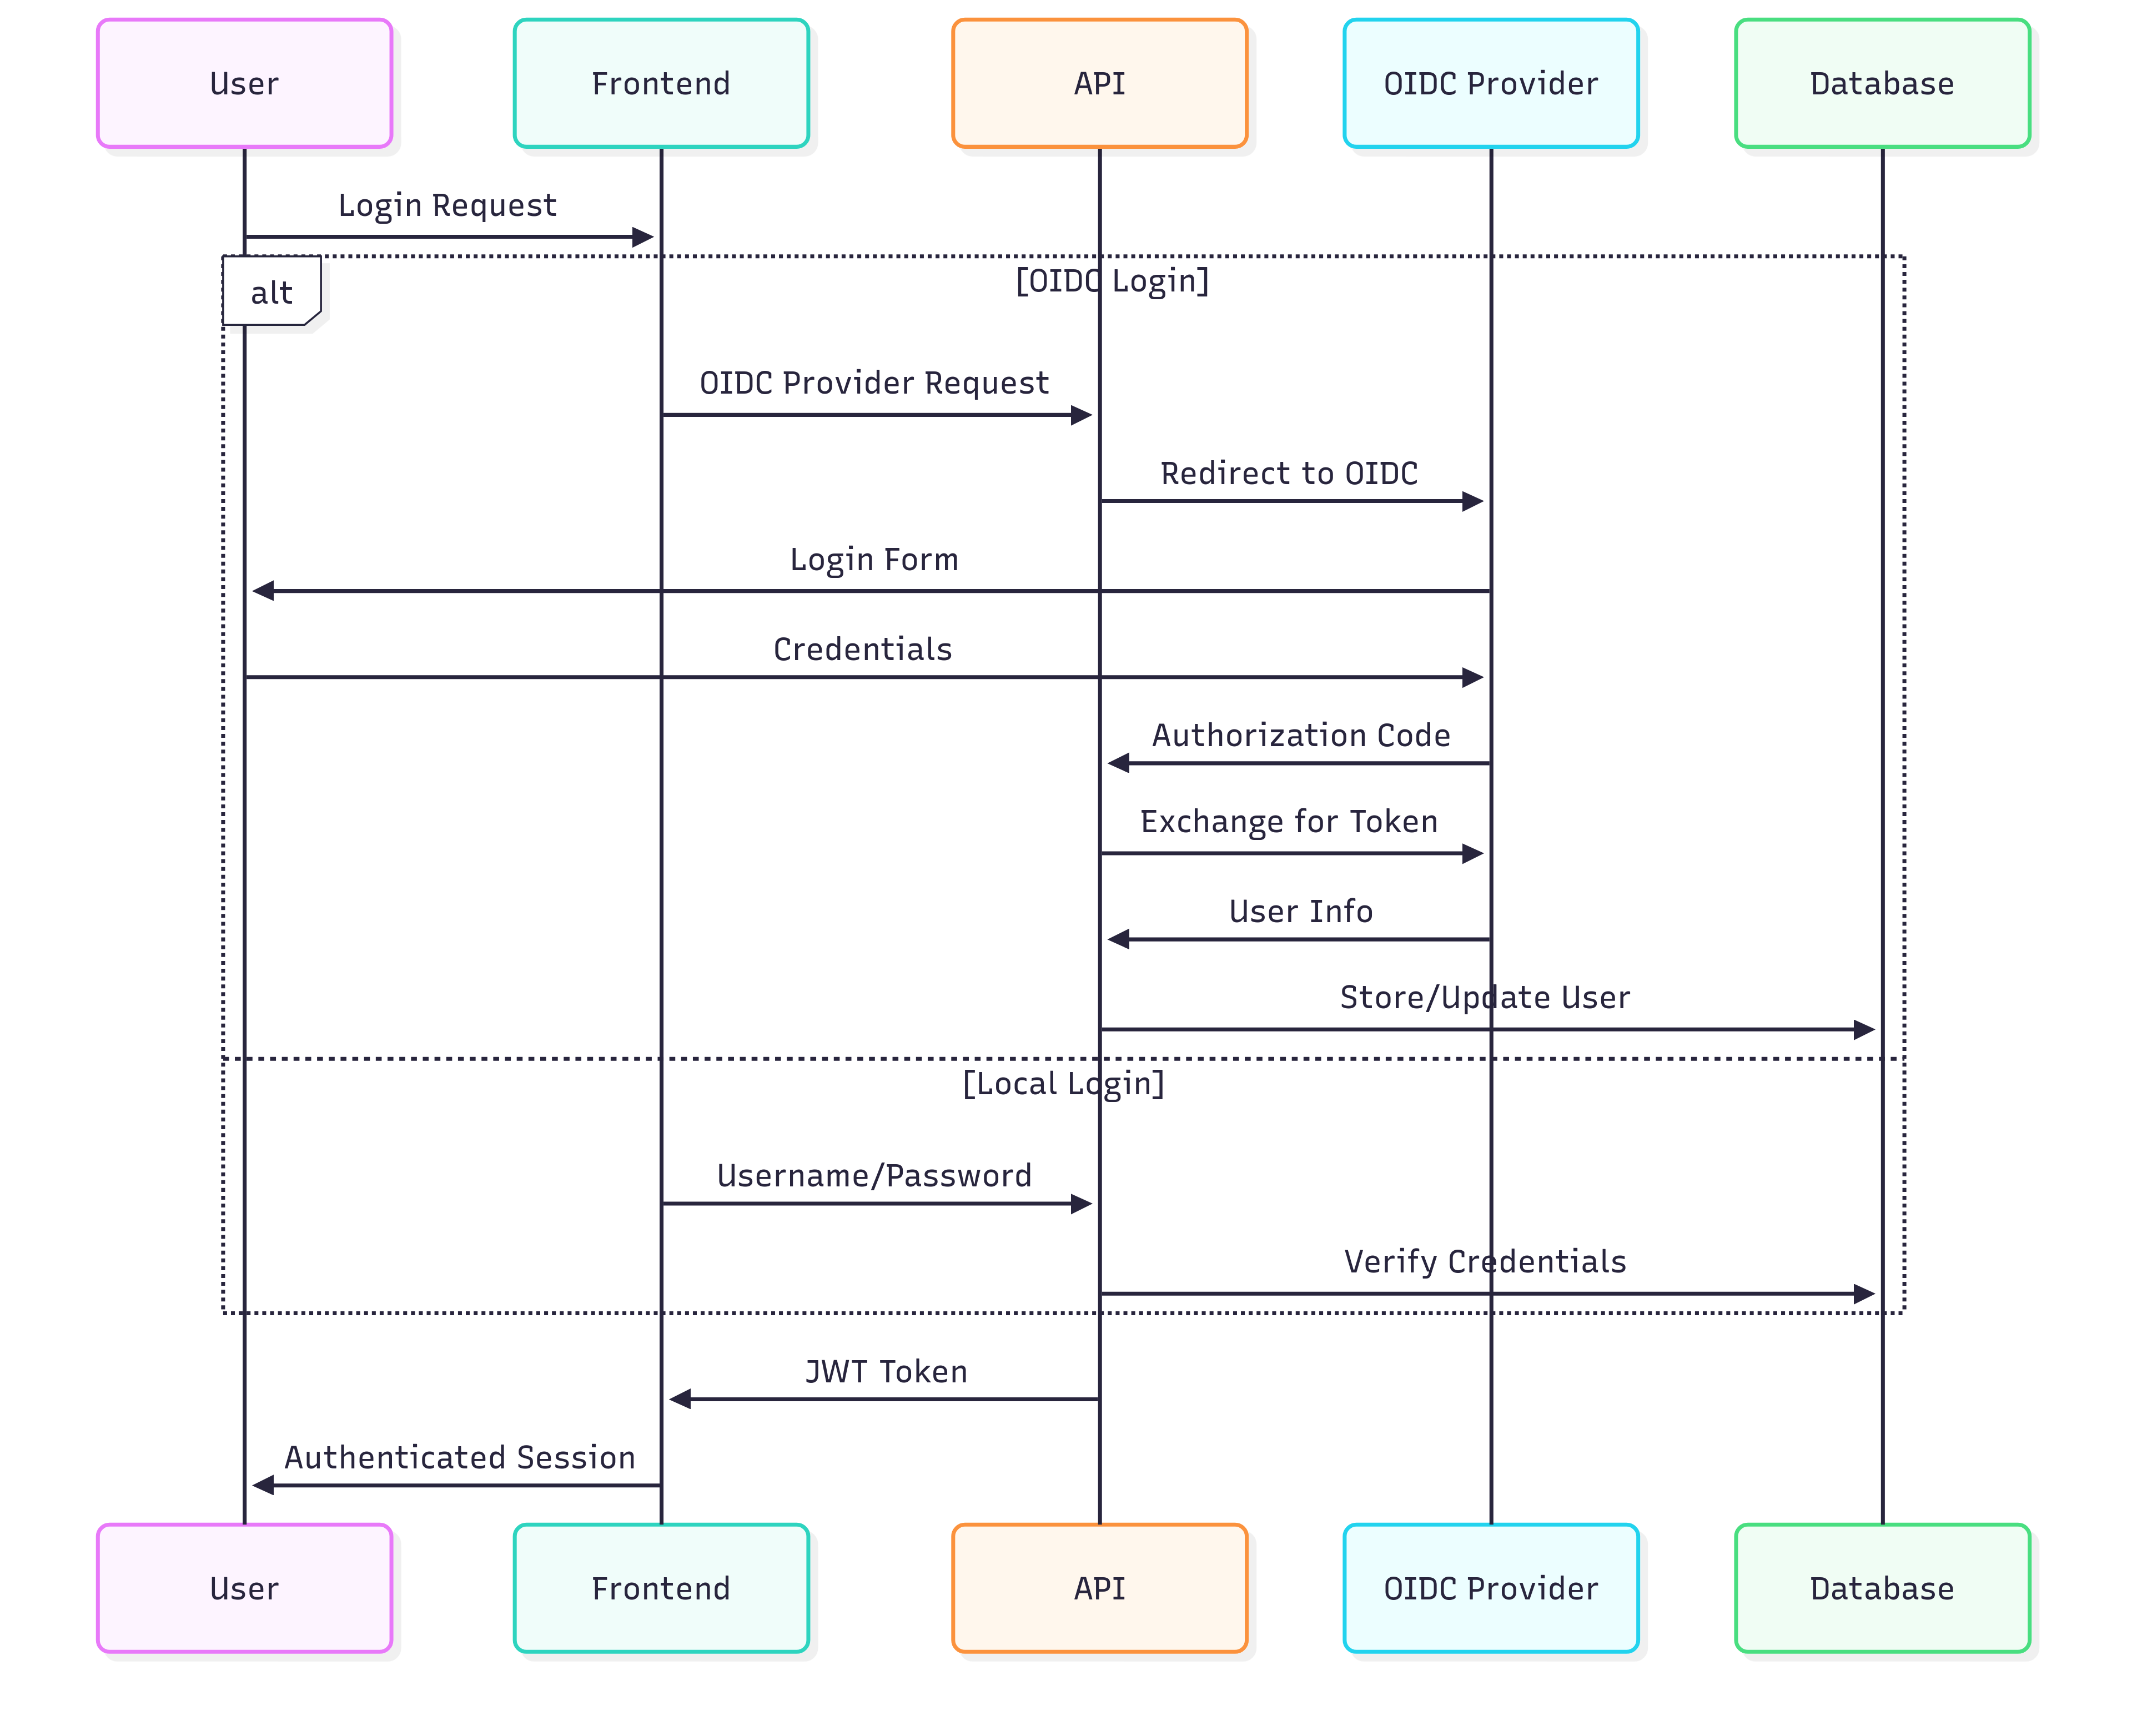 User
Frontend
API
OIDC Provider
Database
Login Request
alt
[OIDC Login]
OIDC Provider Request
Redirect to OIDC
Login Form
Credentials
Authorization Code
Exchange for Token
User Info
Store/Update User
[Local Login]
Username/Password
Verify Credentials
JWT Token
Authenticated Session
User
Frontend
API
OIDC Provider
Database